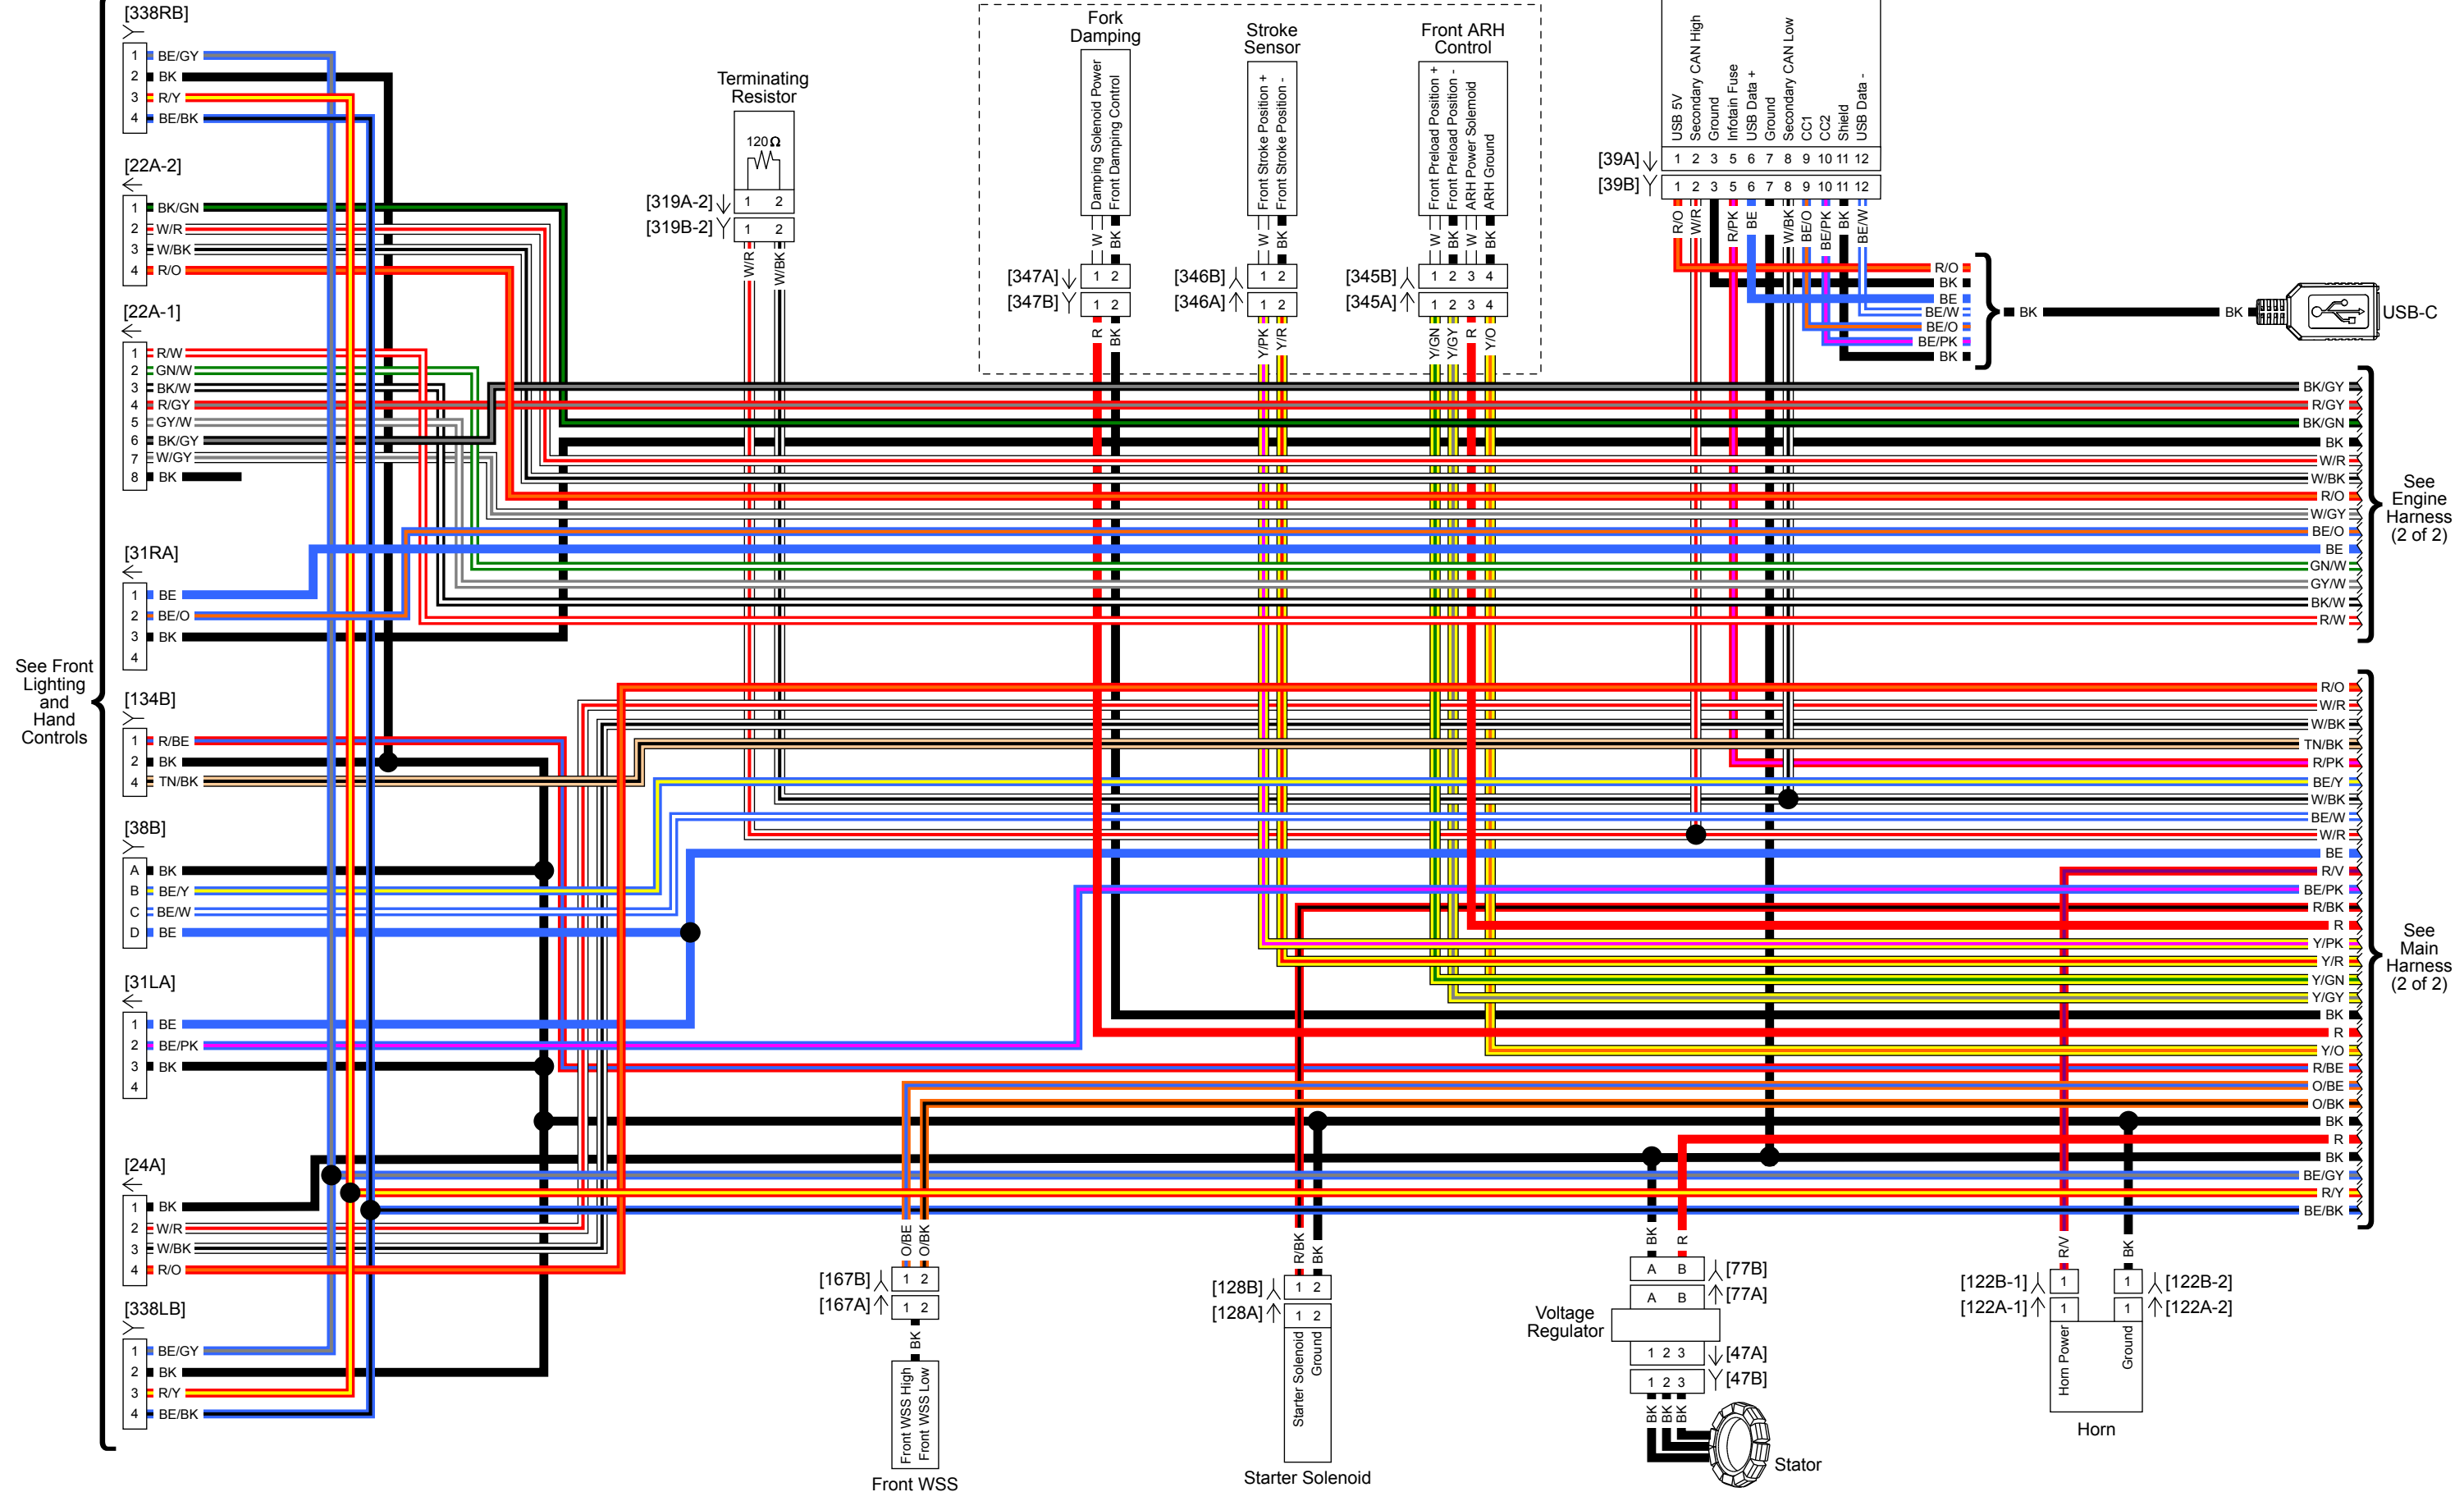 [338RB]
1 BE/GY
2 BK
3 R/Y
4 BE/BK
[22A-2]
1 BK/GN
2 W/R
3 W/BK
4 R/O
[22A-1]
1 R/W
2 GN/W
3 BK/W
4 R/GY
5 GY/W
6 BK/GY
7 W/GY
8 BK
[31RA]
1 BE
2 BE/O
3 BK
4
See Front
Lighting
and
Hand
Controls
[134B]
1 R/BE
2 BK
4 TN/BK
[38B]
A BK
B BE/Y
C BE/W
D BE
[31LA]
1 BE
2 BE/PK
3 BK
4
[24A]
1 BK
2 W/R
3 W/BK
4 R/O
[338LB]
1 BE/GY
2 BK
3 R/Y
4 BE/BK
Terminating
Resistor
120Ω
[319A-2] 1 2
[319B-2] 1 2
W/R W/BK
Fork
Damping
Damping Solenoid Power
Front Damping Control
W BK
[347A] 1 2
[347B] 1 2
R BK
Stroke
Sensor
Front Stroke Position +
Front Stroke Position -
W BK
[346B] 1 2
[346A] 1 2
Y/PK Y/R
Front ARH
Control
Front Preload Position +
Front Preload Position -
ARH Power Solenoid
ARH Ground
W BK W BK
[345B] 1 2 3 4
[345A] 1 2 3 4
Y/GN Y/GY R Y/O
USB 5V
Secondary CAN High
Ground
Infotain Fuse
USB Data +
Ground
Secondary CAN Low
CC1
CC2
Shield
USB Data -
[39A] 1 2 3 5 6 7 8 9 10 11 12
[39B] 1 2 3 5 6 7 8 9 10 11 12
R/O W/R R/PK BE W/BK BE/O BE/PK BK BE/W
R/O
BK
BE
BE/W
BE/O
BE/PK
BK
BK BK
USB-C
BK/GY
R/GY
BK/GN
BK
W/R
W/BK
R/O
W/GY
BE/O
BE
GN/W
GY/W
BK/W
R/W
See
Engine
Harness
(2 of 2)
R/O
W/R
W/BK
TN/BK
R/PK
BE/Y
W/BK
BE/W
W/R
BE
R/V
BE/PK
R/BK
R
Y/PK
Y/R
Y/GN
Y/GY
BK
R
Y/O
R/BE
O/BE
O/BK
BK
R
BK
BE/GY
R/Y
BE/BK
See
Main
Harness
(2 of 2)
O/BE O/BK
[167B] 1 2
[167A] 1 2
BK
Front WSS High
Front WSS Low
Front WSS
R/BK BK
[128B] 1 2
[128A] 1 2
Starter Solenoid
Ground
Starter Solenoid
BK R
A B [77B]
A B [77A]
Voltage
Regulator
1 2 3 [47A]
1 2 3 [47B]
BK BK BK
Stator
R/V BK
[122B-1] 1 1 [122B-2]
[122A-1] 1 1 [122A-2]
Horn Power
Ground
Horn